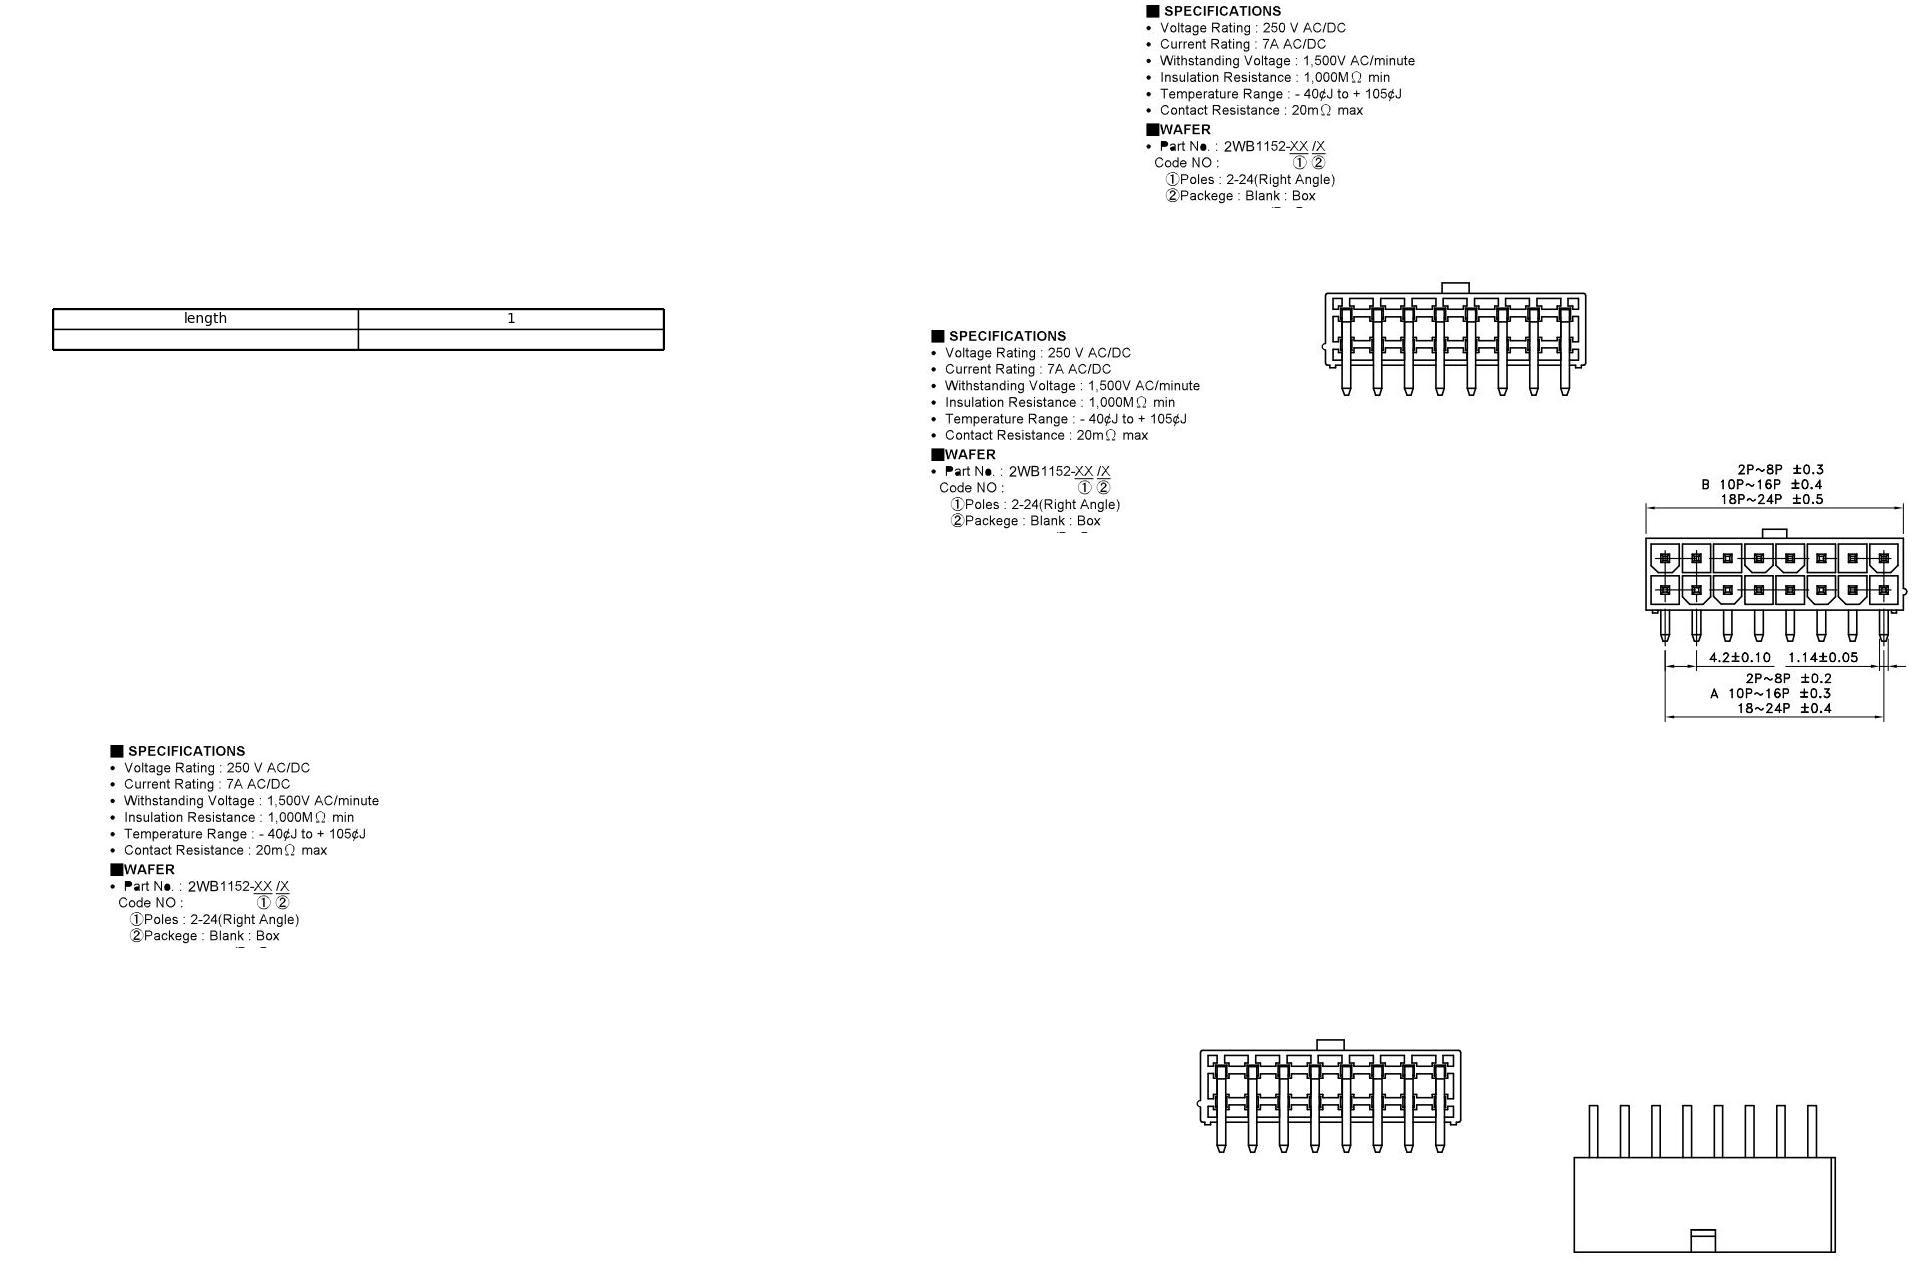 ■ SPECIFICATIONS
• Voltage Rating : 250 V AC/DC
• Current Rating : 7A AC/DC
• Withstanding Voltage : 1,500V AC/minute
• Insulation Resistance : 1,000MΩ min
• Temperature Range : - 40¢J to + 105¢J
• Contact Resistance : 20mΩ max
■WAFER
• Part No. : 2WB1152-XX /X
Code NO : ① ②
①Poles : 2-24(Right Angle)
②Packege : Blank : Box
length 1
■ SPECIFICATIONS
• Voltage Rating : 250 V AC/DC
• Current Rating : 7A AC/DC
• Withstanding Voltage : 1,500V AC/minute
• Insulation Resistance : 1,000MΩ min
• Temperature Range : - 40¢J to + 105¢J
• Contact Resistance : 20mΩ max
■WAFER
• Part No. : 2WB1152-XX /X
Code NO : ① ②
①Poles : 2-24(Right Angle)
②Packege : Blank : Box
2P~8P ±0.3
B 10P~16P ±0.4
18P~24P ±0.5
4.2±0.10 1.14±0.05
2P~8P ±0.2
A 10P~16P ±0.3
18~24P ±0.4
■ SPECIFICATIONS
• Voltage Rating : 250 V AC/DC
• Current Rating : 7A AC/DC
• Withstanding Voltage : 1,500V AC/minute
• Insulation Resistance : 1,000MΩ min
• Temperature Range : - 40¢J to + 105¢J
• Contact Resistance : 20mΩ max
■WAFER
• Part No. : 2WB1152-XX /X
Code NO : ① ②
①Poles : 2-24(Right Angle)
②Packege : Blank : Box